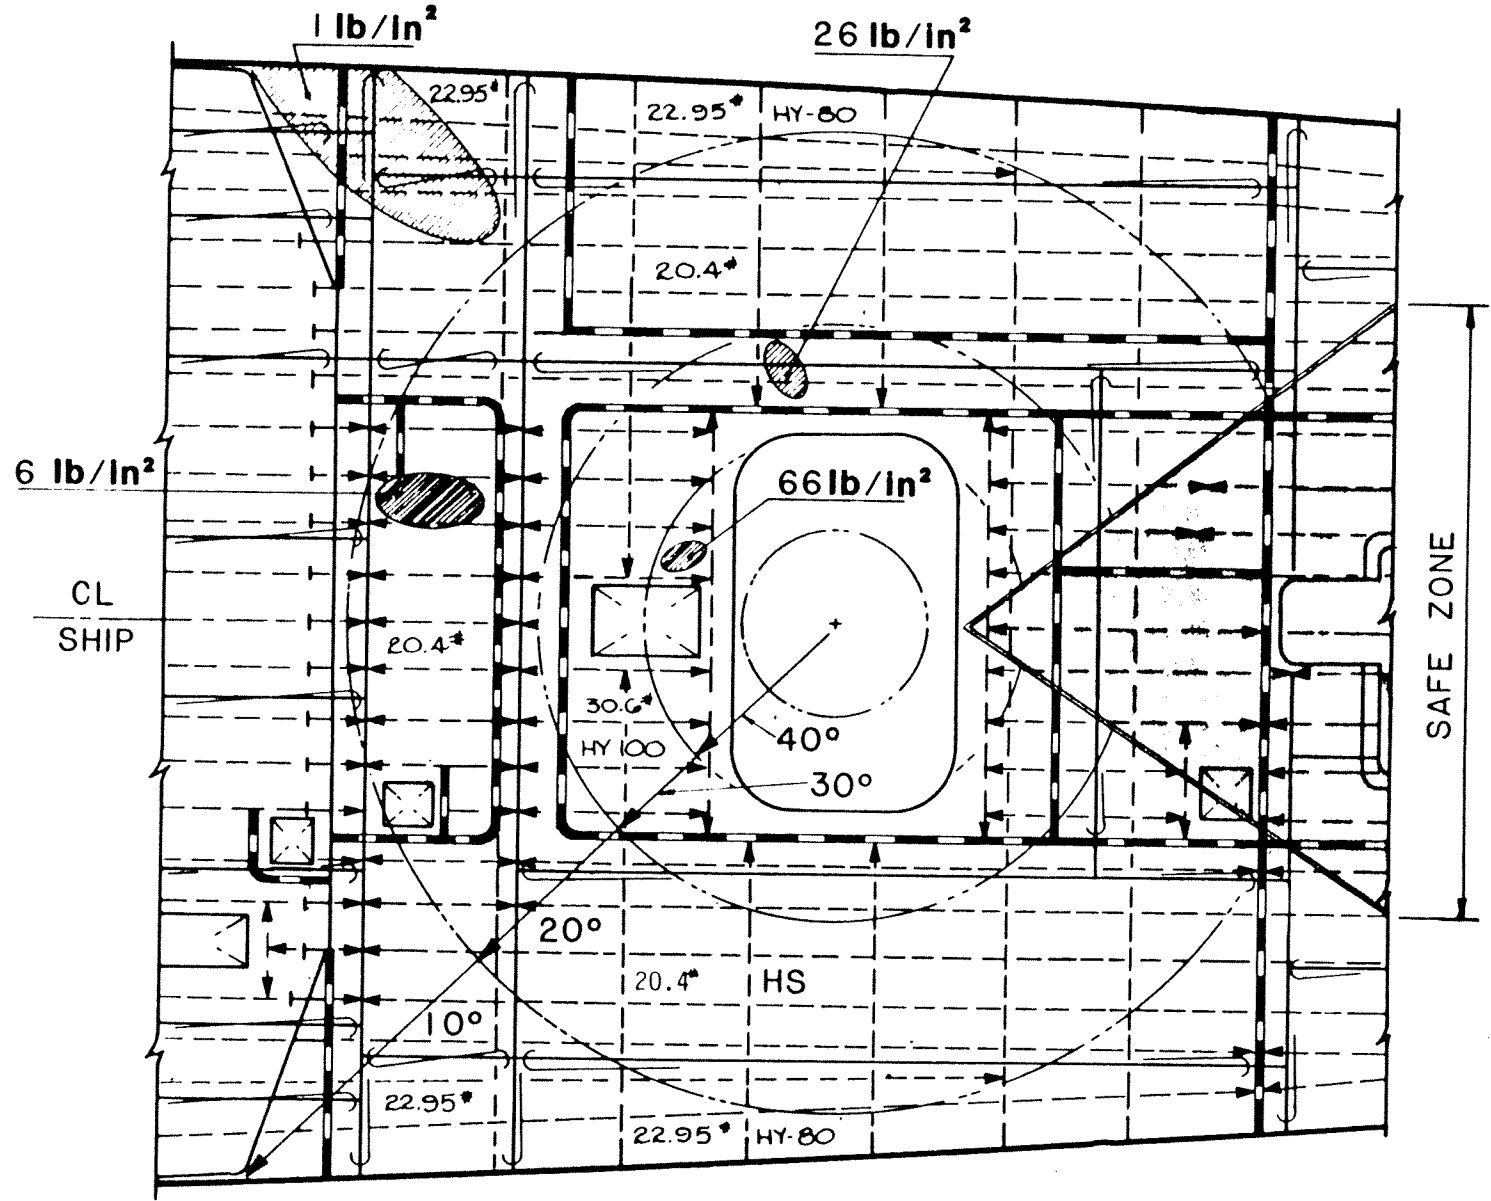 1 lb/in²
26 lb/in²
22.95#
22.95# HY-80
20.4#
6 lb/in²
66 lb/in²
CL
SHIP
20.4#
30.6#
HY 100
40°
30°
SAFE ZONE
20°
20.4# HS
10°
22.95#
22.95# HY-80